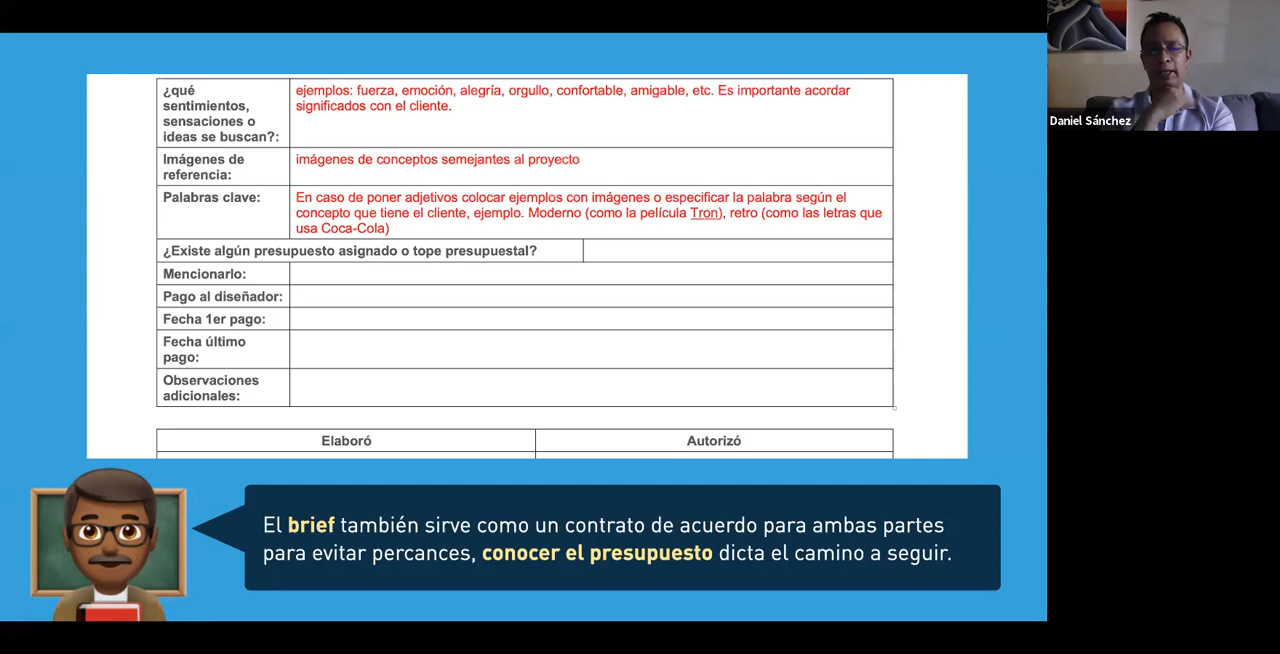 ¿qué
sentimientos,
sensaciones o
ideas se buscan?:
ejemplos: fuerza, emoción, alegría, orgullo, confortable, amigable, etc. Es importante acordar
significados con el cliente.
Imágenes de
referencia:
imágenes de conceptos semejantes al proyecto
Palabras clave:
En caso de poner adjetivos colocar ejemplos con imágenes o especificar la palabra según el
concepto que tiene el cliente, ejemplo. Moderno (como la película Tron), retro (como las letras que
usa Coca-Cola)
¿Existe algún presupuesto asignado o tope presupuestal?
Mencionarlo:
Pago al diseñador:
Fecha 1er pago:
Fecha último
pago:
Observaciones
adicionales:
Elaboró
Autorizó
El brief también sirve como un contrato de acuerdo para ambas partes
para evitar percances, conocer el presupuesto dicta el camino a seguir.
Daniel Sánchez